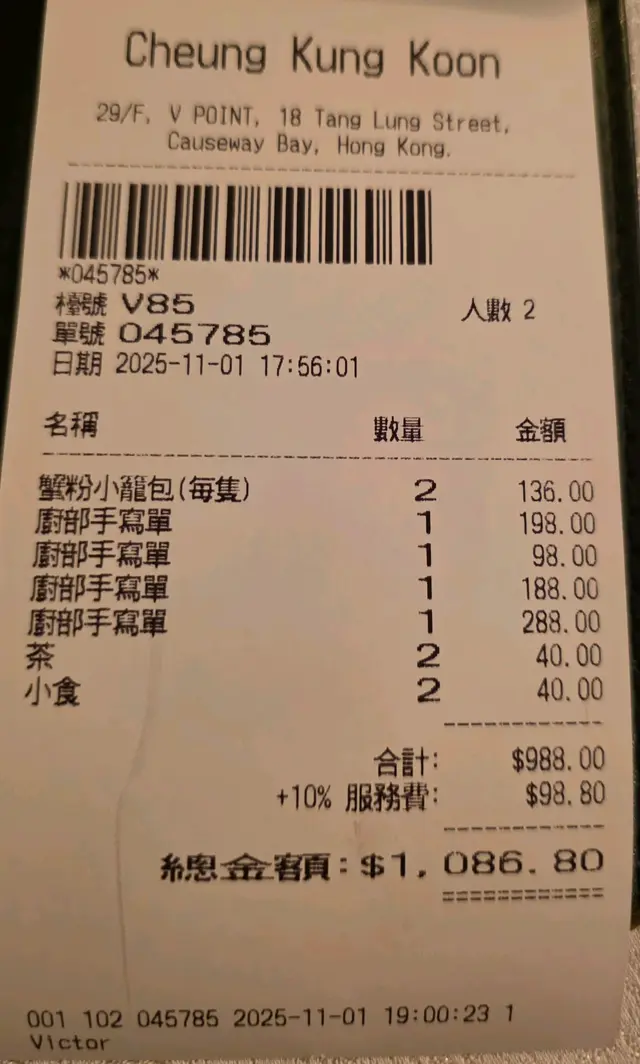 Cheung Kung Koon
29/F, V POINT, 18 Tang Lung Street,
Causeway Bay, Hong Kong.
*045785*
檯號 V85 人數 2
單號 045785
日期 2025-11-01 17:56:01
名稱 數量 金額
蟹粉小籠包(每隻) 2 136.00
廚部手寫單 1 198.00
廚部手寫單 1 98.00
廚部手寫單 1 188.00
廚部手寫單 1 288.00
茶 2 40.00
小食 2 40.00
合計: $988.00
+10% 服務費: $98.80
總金額: $1,086.80
001 102 045785 2025-11-01 19:00:23 1
Victor